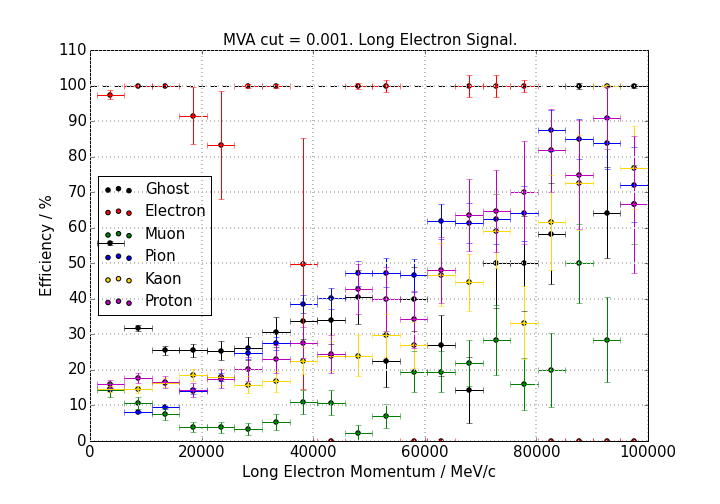 MVA cut = 0.001. Long Electron Signal.
110
100
90
80
70
60
50
40
30
20
10
0
Efficiency / %
Ghost
Electron
Muon
Pion
Kaon
Proton
0 20000 40000 60000 80000 100000
Long Electron Momentum / MeV/c